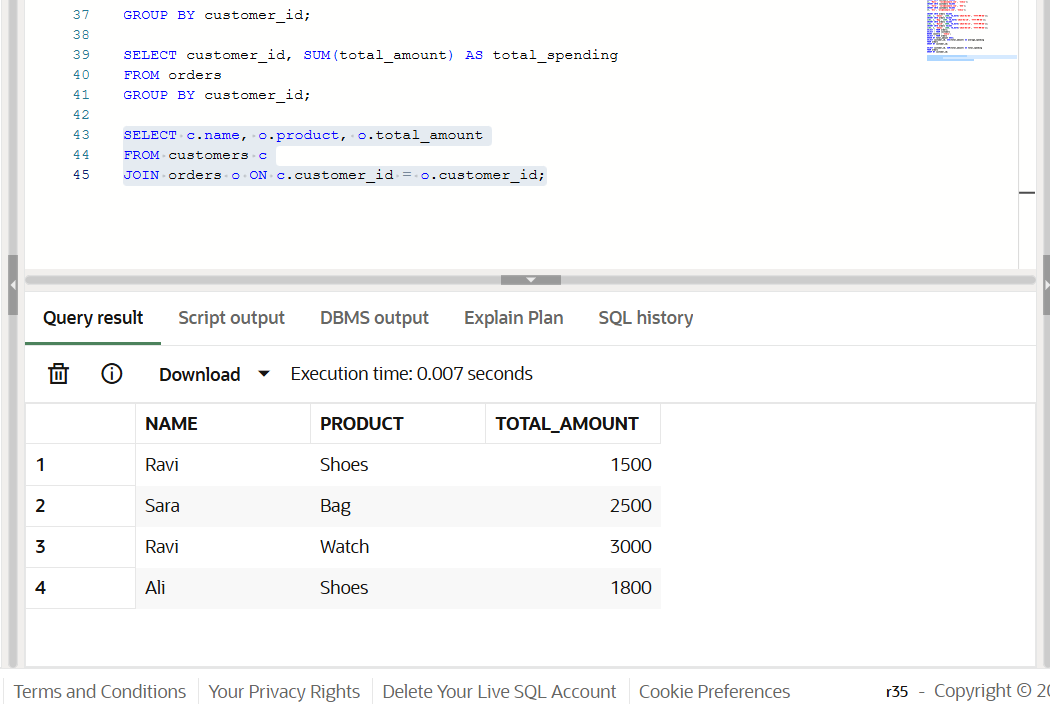 37 GROUP BY customer_id;
38
39 SELECT customer_id, SUM(total_amount) AS total_spending
40 FROM orders
41 GROUP BY customer_id;
42
43 SELECT c.name, o.product, o.total_amount
44 FROM customers c
45 JOIN orders o ON c.customer_id = o.customer_id;
Query result Script output DBMS output Explain Plan SQL history
Download Execution time: 0.007 seconds
NAME PRODUCT TOTAL_AMOUNT
1 Ravi Shoes 1500
2 Sara Bag 2500
3 Ravi Watch 3000
4 Ali Shoes 1800
Terms and Conditions Your Privacy Rights Delete Your Live SQL Account Cookie Preferences r35 - Copyright © 20